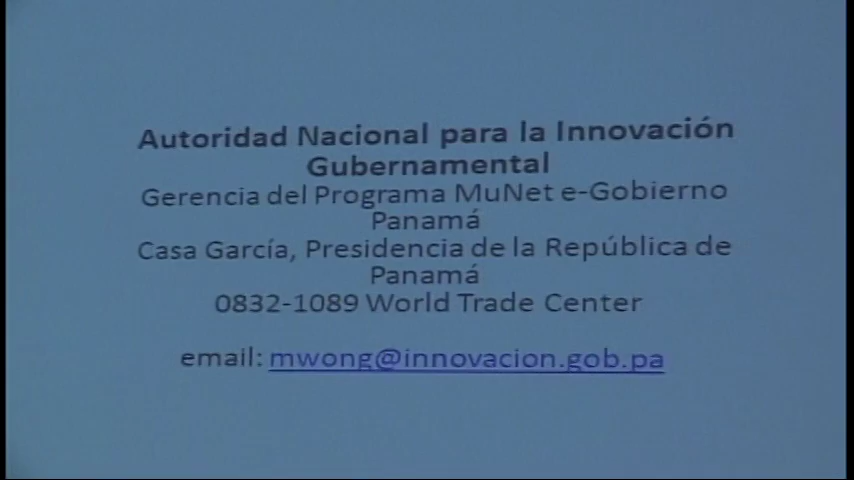 Autoridad Nacional para la Innovación
Gubernamental
Gerencia del Programa MuNet e-Gobierno
Panamá
Casa García, Presidencia de la República de
Panamá
0832-1089 World Trade Center
email: mwong@innovacion.gob.pa